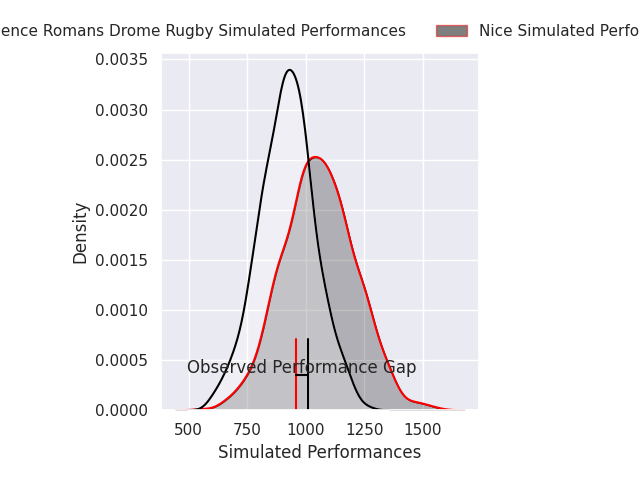 ence Romans Drome Rugby Simulated Performances
Nice Simulated Perfo
0.0035
0.0030
0.0025
0.0020
0.0015
0.0010
0.0005
0.0000
Density
Observed Performance Gap
500 750 1000 1250 1500
Simulated Performances